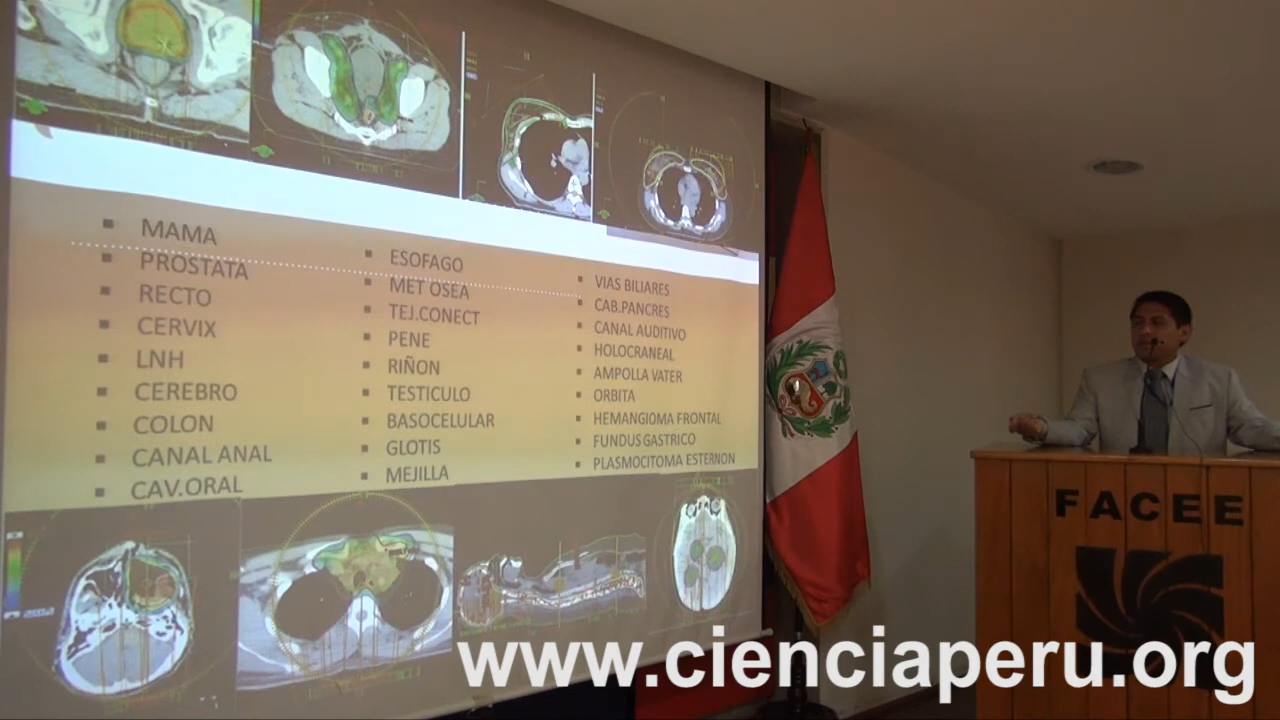 MAMA
PROSTATA
RECTO
CERVIX
LNH
CEREBRO
COLON
CANAL ANAL
CAV.ORAL
ESOFAGO
MET OSEA
TEJ.CONECT
PENE
RIÑON
TESTICULO
BASOCELULAR
GLOTIS
MEJILLA
VIAS BILIARES
CAB.PANCRES
CANAL AUDITIVO
HOLOCRANEAL
AMPOLLA VATER
ORBITA
HEMANGIOMA FRONTAL
FUNDUS GASTRICO
PLASMOCITOMA ESTERNON
FACEE
www.cienciaperu.org